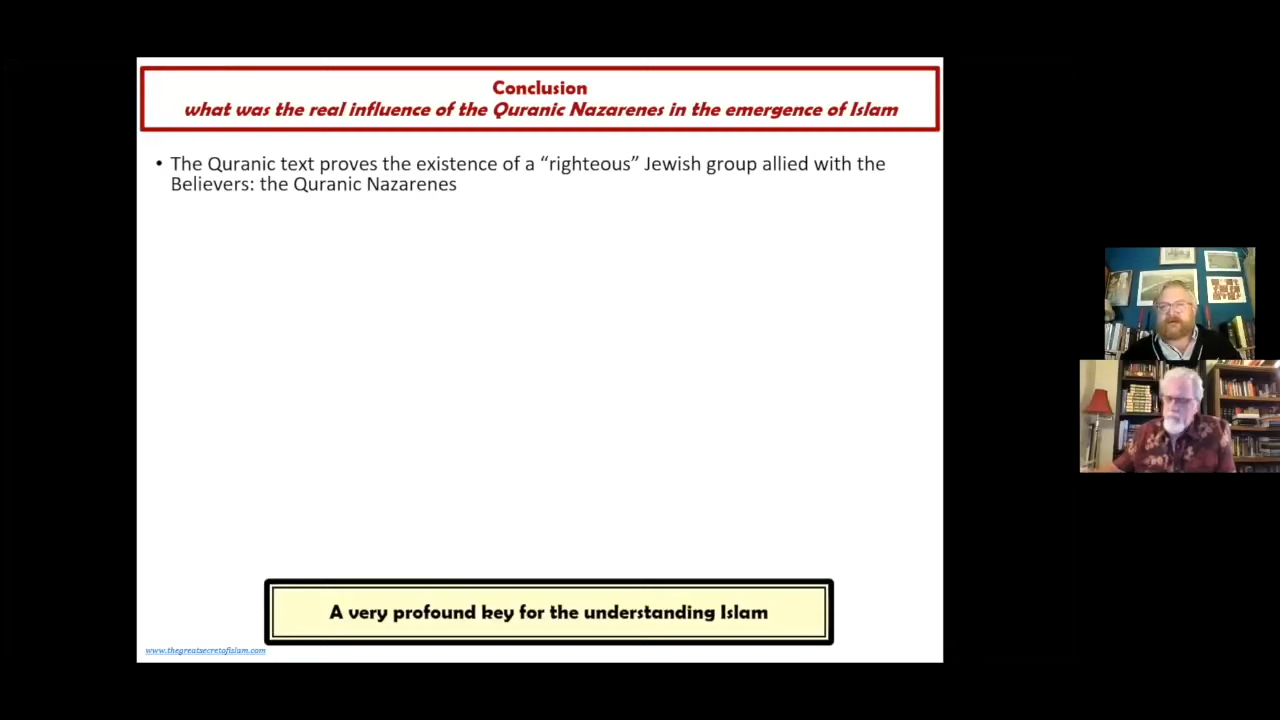 Conclusion
what was the real influence of the Quranic Nazarenes in the emergence of Islam
• The Quranic text proves the existence of a “righteous” Jewish group allied with the
Believers: the Quranic Nazarenes
A very profound key for the understanding Islam
www.thegreatsecretofislam.com